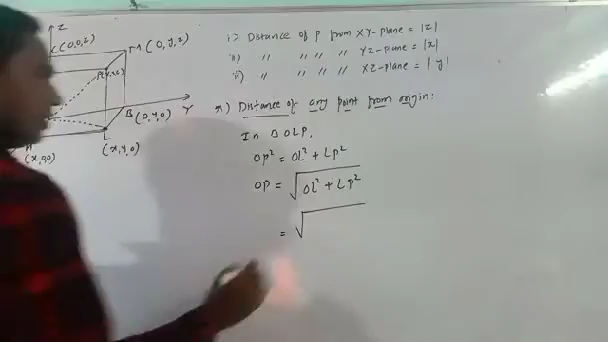 Z
C(0,0,z)
A (0,y,z)
P(x,y,z)
B (0,y,0)
Y
L
(x,y,0)
(x,0,0)
i) Distance of P from XY-plane = |z|
ii) " " " " YZ-plane = |x|
iii) " " " " XZ-plane = |y|
*) Distance of any point from origin:
In Δ OLP,
OP² = OL² + LP²
OP = √OL² + LP²
= √